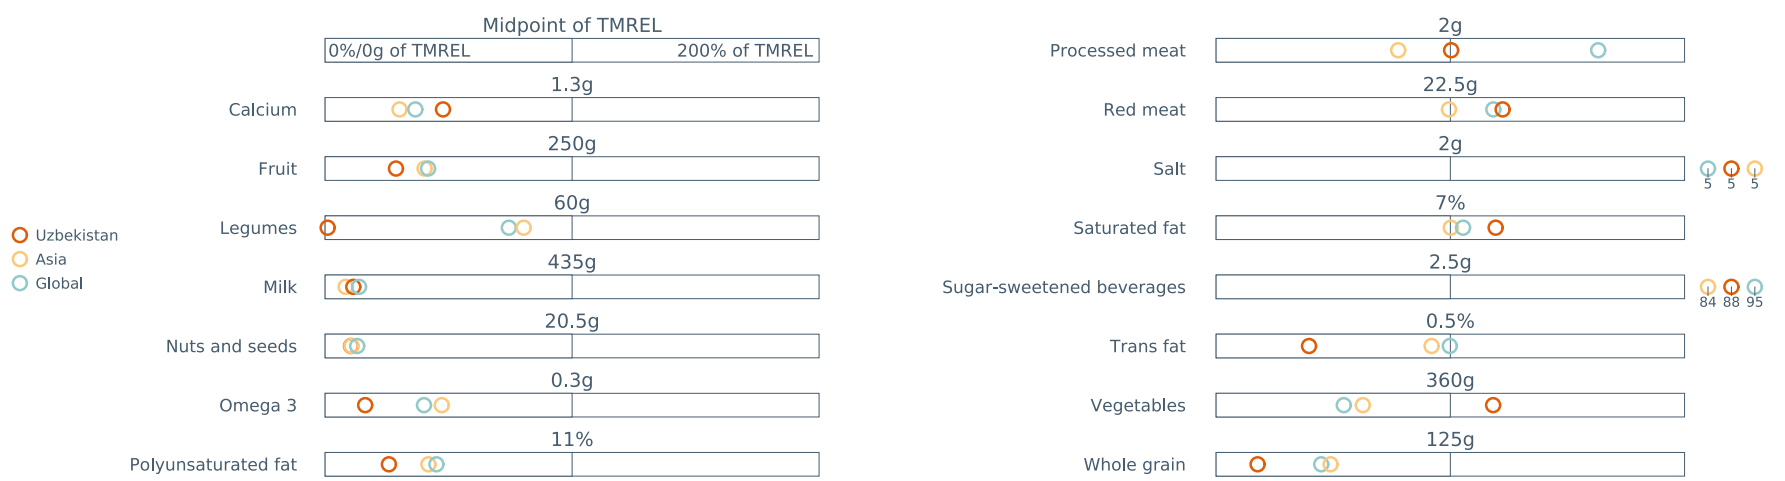 Midpoint of TMREL
0%/0g of TMREL 200% of TMREL
1.3g
Calcium
250g
Fruit
60g
Legumes
435g
Milk
20.5g
Nuts and seeds
0.3g
Omega 3
11%
Polyunsaturated fat
Uzbekistan
Asia
Global
2g
Processed meat
22.5g
Red meat
2g
Salt
5 5 5
7%
Saturated fat
2.5g
Sugar-sweetened beverages
84 88 95
0.5%
Trans fat
360g
Vegetables
125g
Whole grain